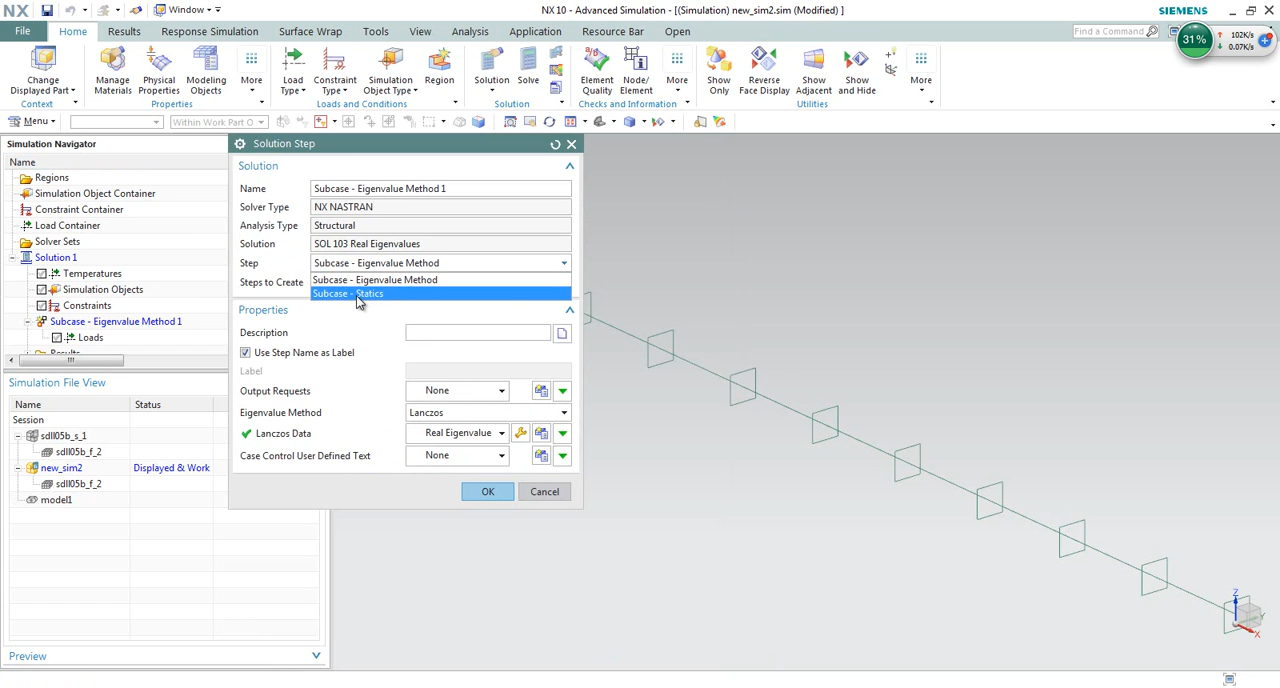 NX Window NX 10 - Advanced Simulation - [(Simulation) new_sim2.sim (Modified) ] SIEMENS
File Home Results Response Simulation Surface Wrap Tools View Analysis Application Resource Bar Open Find a Command
31% 102K/s
0.07K/s
Change Displayed Part Manage Materials Physical Properties Modeling Objects More Load Type Constraint Type Simulation Object Type Region Solution Solve Element Quality Node/ Element More Show Only Reverse Face Display Show Adjacent Show and Hide More
Context Properties Loads and Conditions Solution Checks and Information Utilities
Menu Within Work Part O
Simulation Navigator
Name
Regions
Simulation Object Container
Constraint Container
Load Container
Solver Sets
Solution 1
Temperatures
Simulation Objects
Constraints
Subcase - Eigenvalue Method 1
Loads
Results
Simulation File View
Name Status
Session
sdll05b_s_1
sdll05b_f_2
new_sim2 Displayed & Work
sdll05b_f_2
model1
Preview
Solution Step
Solution
Name Subcase - Eigenvalue Method 1
Solver Type NX NASTRAN
Analysis Type Structural
Solution SOL 103 Real Eigenvalues
Step Subcase - Eigenvalue Method
Steps to Create Subcase - Eigenvalue Method
Subcase - Statics
Properties
Description
Use Step Name as Label
Label
Output Requests None
Eigenvalue Method Lanczos
Lanczos Data Real Eigenvalue
Case Control User Defined Text None
OK Cancel
Z
Y
X